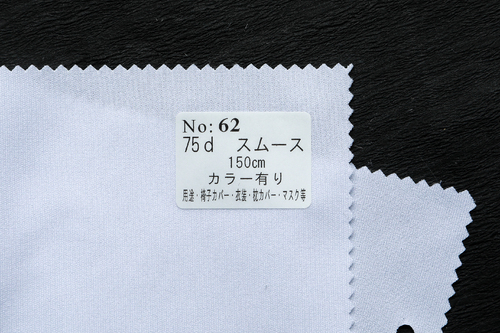 No: 62
75d スムース
150cm
カラー有り
用途・椅子カバー・衣装・枕カバー・マスク等